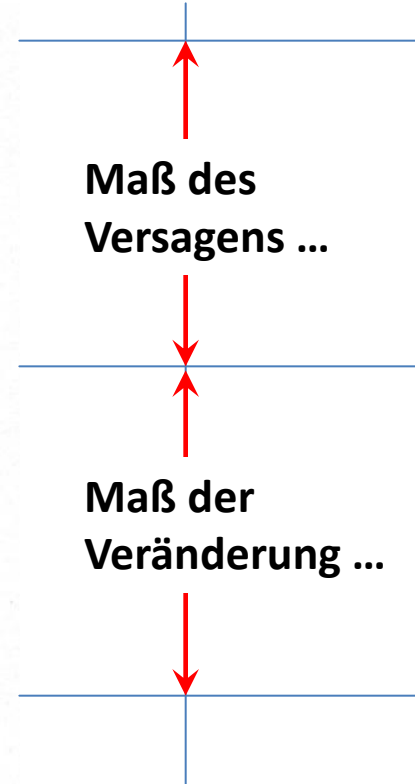 Maß des
Versagens …
Maß der
Veränderung …